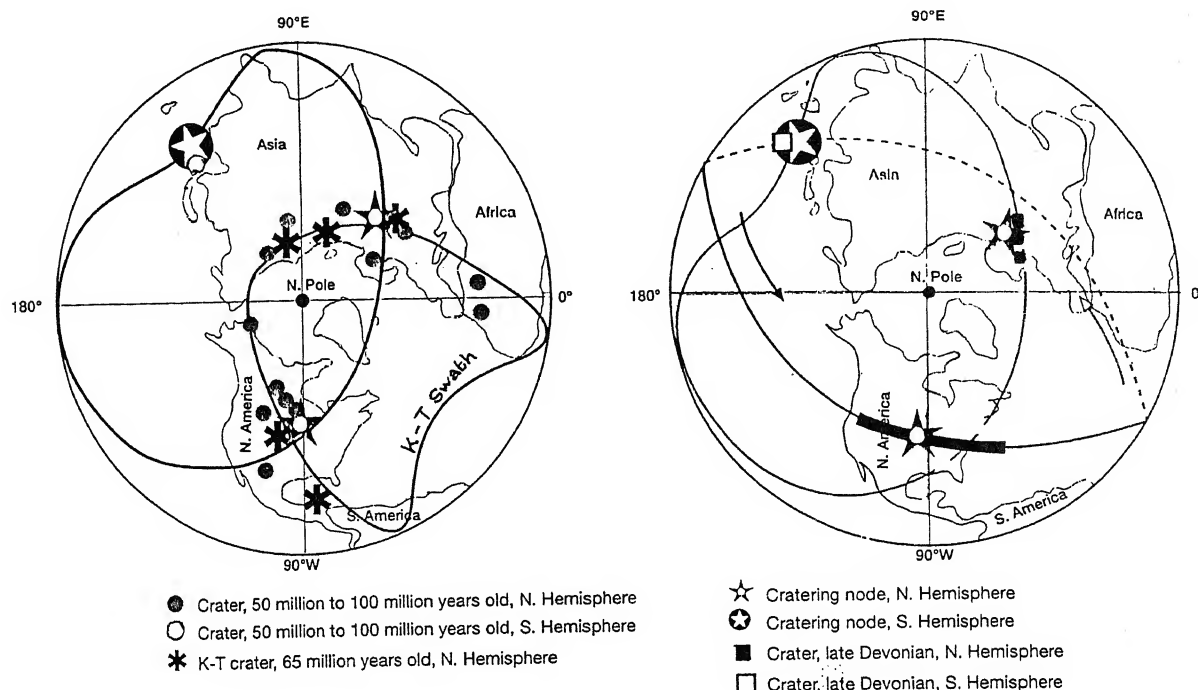 90°E
Asia
Africa
N. Pole
180°
0°
N. America
K-T Swath
S. America
90°W
Crater, 50 million to 100 million years old, N. Hemisphere
Crater, 50 million to 100 million years old, S. Hemisphere
K-T crater, 65 million years old, N. Hemisphere
90°E
Asia
Africa
N. Pole
180°
0
N. America
S. America
90°W
Cratering node, N. Hemisphere
Cratering node, S. Hemisphere
Crater, late Devonian, N. Hemisphere
Crater, late Devonian, S. Hemisphere